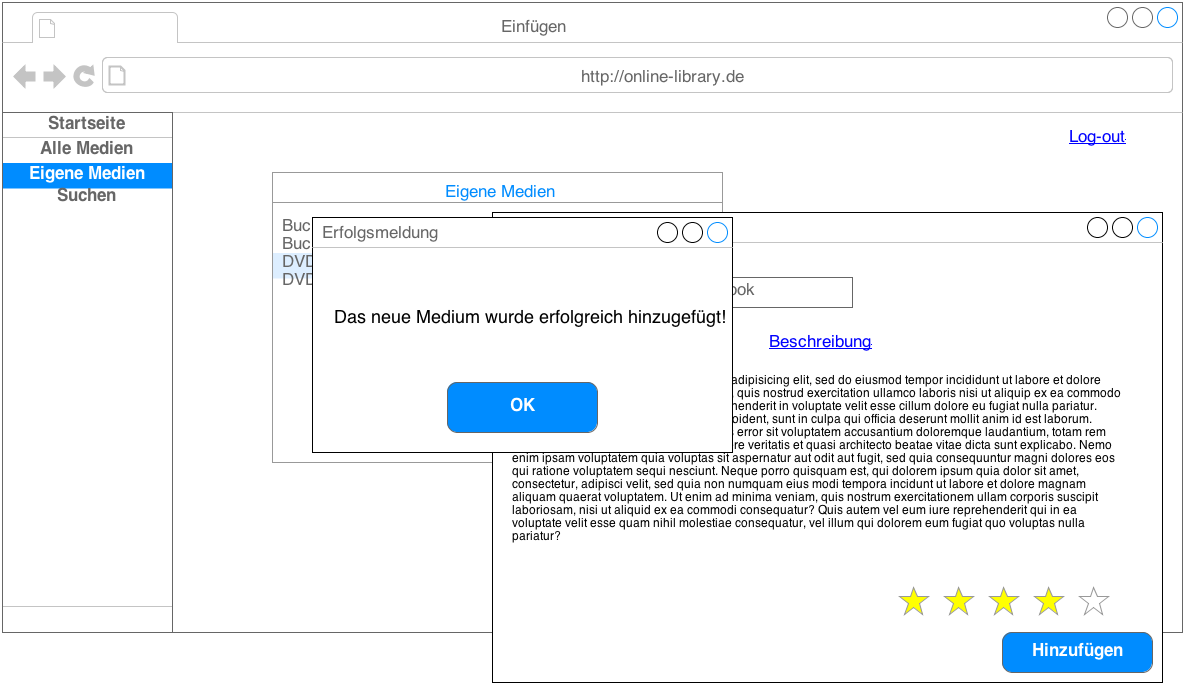 Einfügen
http://online-library.de
Startseite
Alle Medien
Eigene Medien
Suchen
Log-out
Eigene Medien
Erfolgsmeldung
Das neue Medium wurde erfolgreich hinzugefügt!
OK
DVD
Beschreibung
adipisicing elit, sed do eiusmod tempor incididunt ut labore et dolore
quis nostrud exercitation ullamco laboris nisi ut aliquip ex ea commodo
in voluptate velit esse cillum dolore eu fugiat nulla pariatur.
sunt in culpa qui officia deserunt mollit anim id est laborum.
error sit voluptatem accusantium doloremque laudantium, totam rem
veritatis et quasi architecto beatae vitae dicta sunt explicabo. Nemo
enim ipsam voluptatem quia voluptas sit aspernatur aut odit aut fugit, sed quia consequuntur magni dolores eos
qui ratione voluptatem sequi nesciunt. Neque porro quisquam est, qui dolorem ipsum quia dolor sit amet,
consectetur, adipisci velit, sed quia non numquam eius modi tempora incidunt ut labore et dolore magnam
aliquam quaerat voluptatem. Ut enim ad minima veniam, quis nostrum exercitationem ullam corporis suscipit
laboriosam, nisi ut aliquid ex ea commodi consequatur? Quis autem vel eum iure reprehenderit qui in ea
voluptate velit esse quam nihil molestiae consequatur, vel illum qui dolorem eum fugiat quo voluptas nulla
pariatur?
Hinzufügen